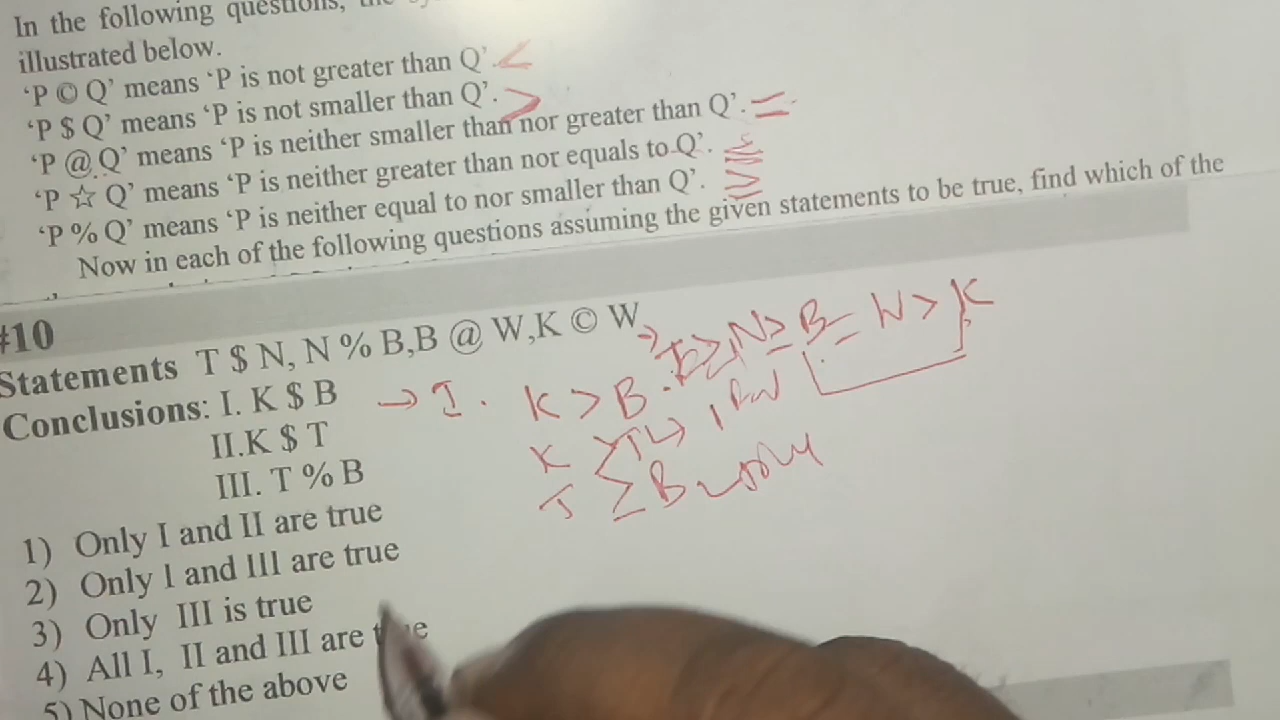 In the following questions, the
illustrated below.
‘P © Q’ means ‘P is not greater than Q’. <
‘P $ Q’ means ‘P is not smaller than Q’. >
‘P @ Q’ means ‘P is neither smaller than nor greater than Q’. =
‘P ☆ Q’ means ‘P is neither greater than nor equals to Q’.
‘P % Q’ means ‘P is neither equal to nor smaller than Q’.
Now in each of the following questions assuming the given statements to be true, find which of the
#10
Statements T $ N, N % B,B @ W,K © W
Conclusions: I. K $ B → I. K > B
II.K $ T
III. T % B
1) Only I and II are true
2) Only I and III are true
3) Only III is true
4) All I, II and III are true
5) None of the above